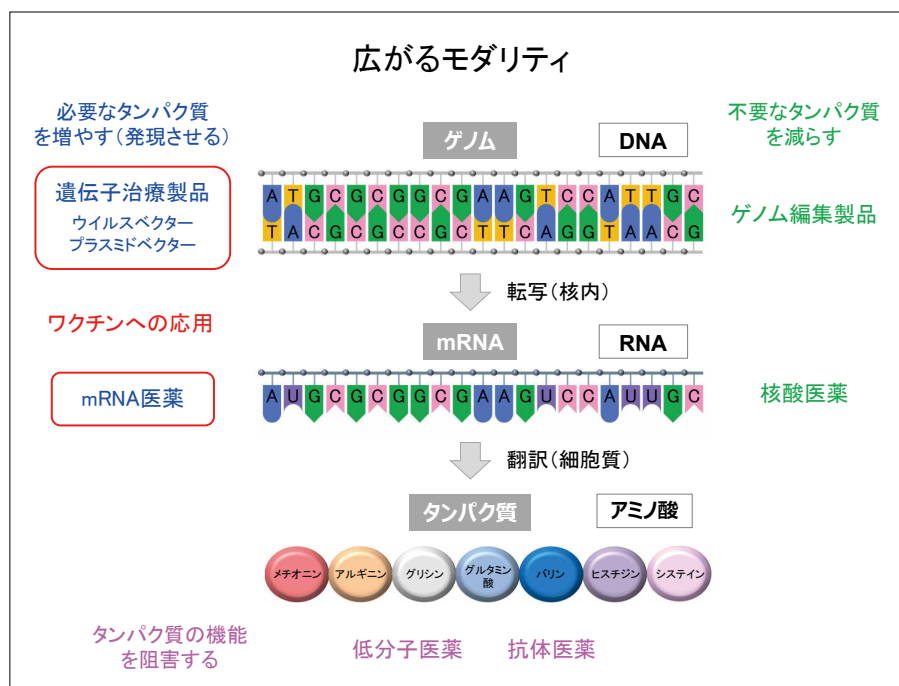 広がるモダリティ
必要なタンパク質
を増やす(発現させる)
不要なタンパク質
を減らす
ゲノム
DNA
遺伝子治療製品
ウイルスベクター
プラスミドベクター
ATGCGCGGCGAAGTCCATTGC
TACGCGCCGCTTCAGGTAACG
ゲノム編集製品
転写(核内)
ワクチンへの応用
mRNA
RNA
mRNA医薬
AUGCGCGGCGAAGUCCAUUGC
核酸医薬
翻訳(細胞質)
タンパク質
アミノ酸
メチオニン
アルギニン
グリシン
グルタミン
酸
バリン
ヒスチジン
システイン
タンパク質の機能
を阻害する
低分子医薬
抗体医薬